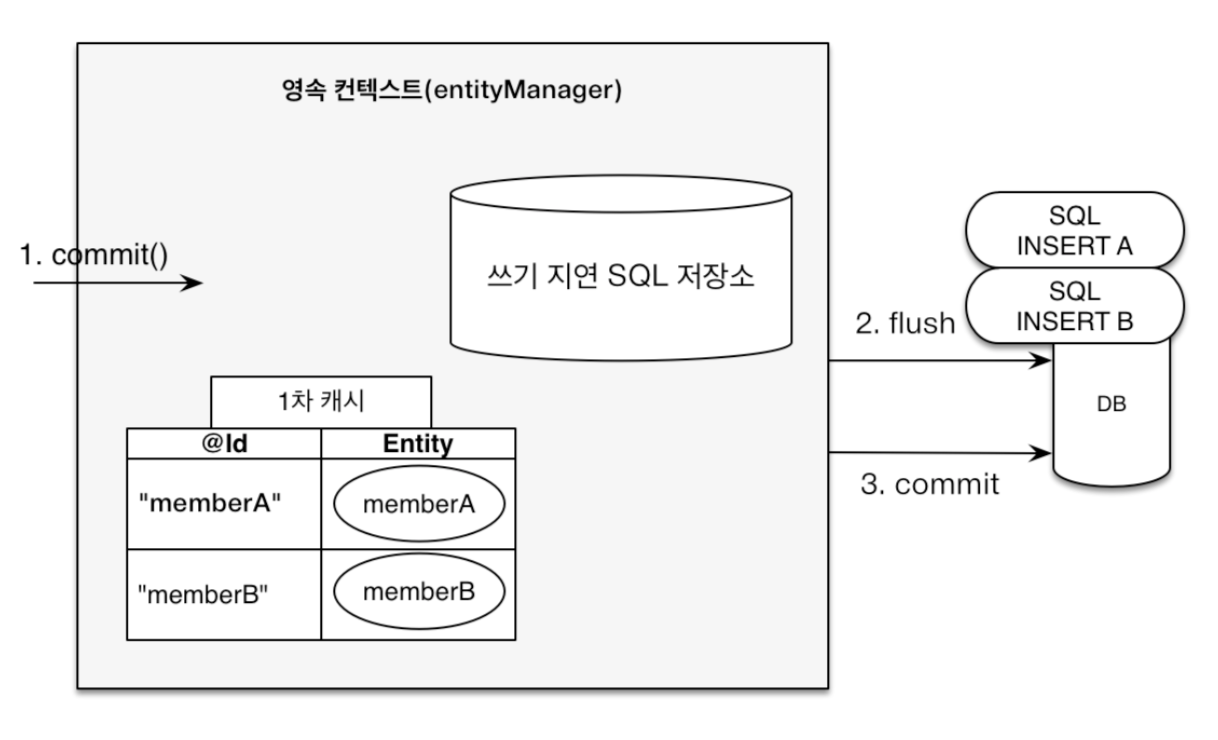 영속 컨텍스트(entityManager)
1. commit()
쓰기 지연 SQL 저장소
SQL
INSERT A
SQL
INSERT B
2. flush
DB
3. commit
1차 캐시
@Id Entity
"memberA" memberA
"memberB" memberB